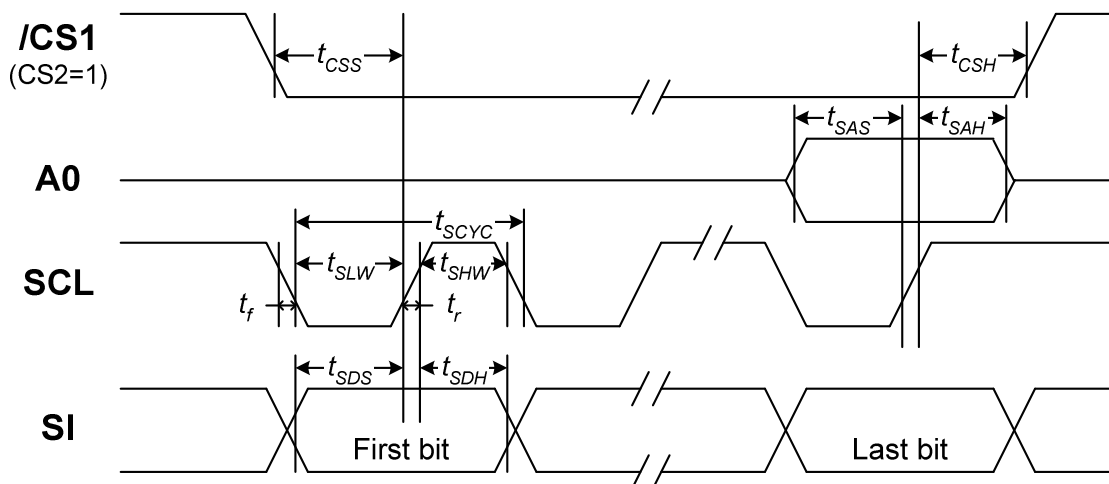 /CS1
(CS2=1)
tCSS
tCSH
tSAS
tSAH
A0
tSCYC
SCL
tSLW
tSHW
tf
tr
tSDS
tSDH
SI
First bit
Last bit